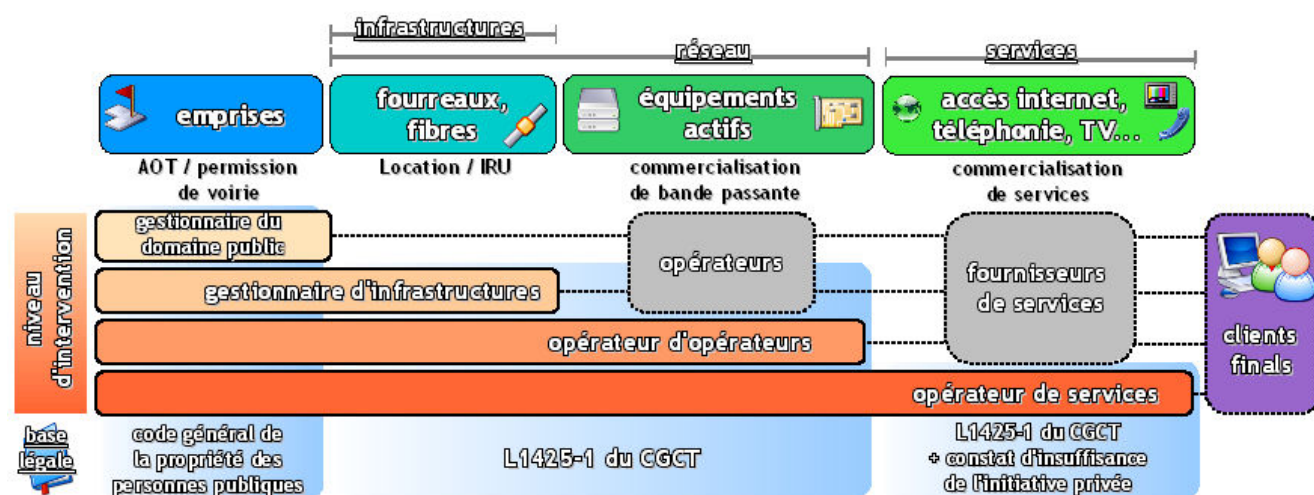 infrastructures
réseau
services
emprises
fourreaux,
fibres
équipements
actifs
accès internet,
téléphonie, TV...
AOT / permission
de voirie
Location / IRU
commercialisation
de bande passante
commercialisation
de services
niveau
d'intervention
gestionnaire du
domaine public
gestionnaire d'infrastructures
opérateur d'opérateurs
opérateur de services
opérateurs
fournisseurs
de services
clients
finals
base
légale
code général de
la propriété des
personnes publiques
L1425-1 du CGCT
L1425-1 du CGCT
+ constat d'insuffisance
de l'initiative privée